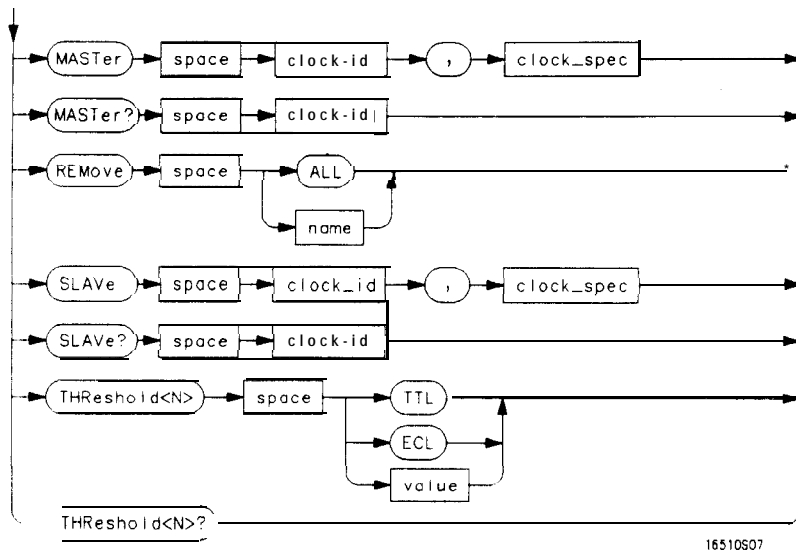 MASTer space clock-id , clock_spec
MASTer? space clock-id
REMove space ALL
name
SLAVe space clock_id , clock_spec
SLAVe? space clock-id
THReshold<N> space TTL
ECL
value
THReshold<N>?
16510S07